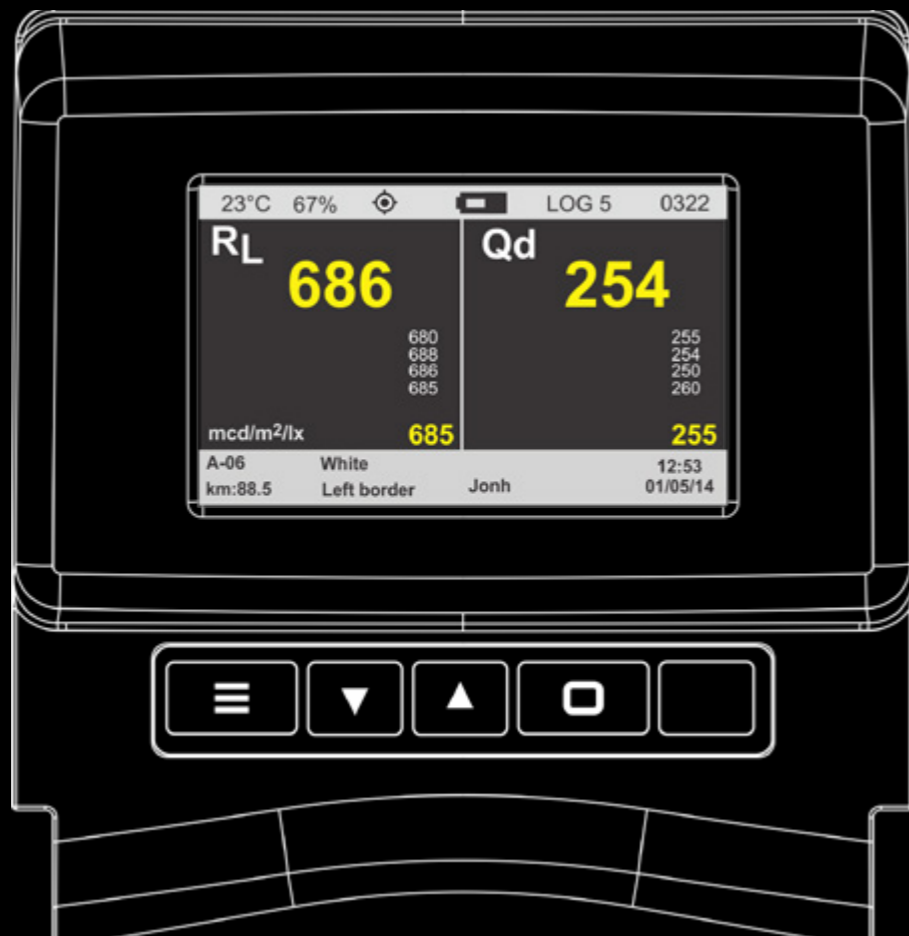 23°C 67% LOG 5 0322
RL Qd
686 254
680 255
688 254
686 250
685 260
mcd/m²/lx 685 255
A-06 White 12:53
km:88.5 Left border Jonh 01/05/14